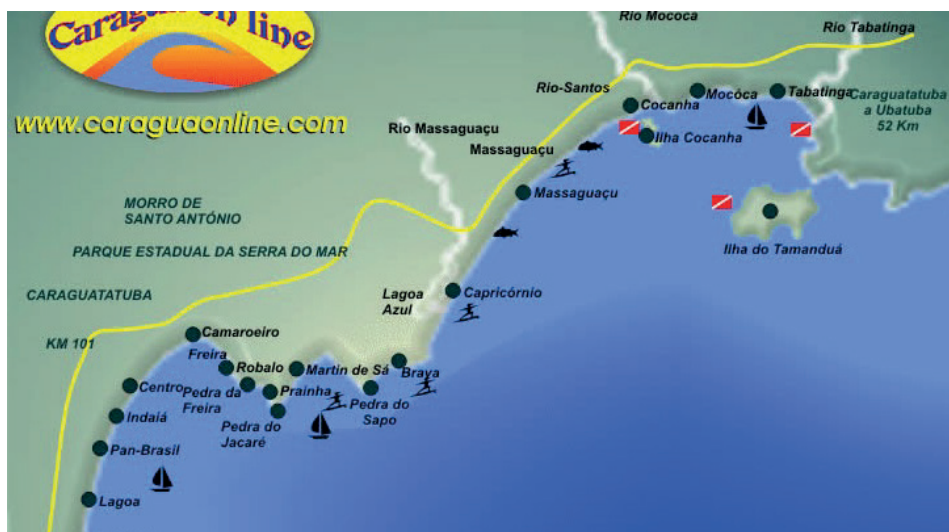 Caraguá on line
www.caraguaonline.com
Rio Mococa
Rio Tabatinga
Rio-Santos
Cocanha
Mocóca
Tabatinga
Caraguatatuba
a Ubatuba
52 Km
Ilha Cocanha
Rio Massaguaçu
Massaguaçu
Massaguaçu
MORRO DE
SANTO ANTÓNIO
Ilha do Tamanduá
PARQUE ESTADUAL DA SERRA DO MAR
CARAGUATATUBA
Lagoa
Azul
Capricórnio
KM 101
Camaroeiro
Freira
Robalo
Martin de Sá
Brava
Centro
Pedra da
Freira
Prainha
Pedra do
Sapo
Indaiá
Pedra do
Jacaré
Pan-Brasil
Lagoa